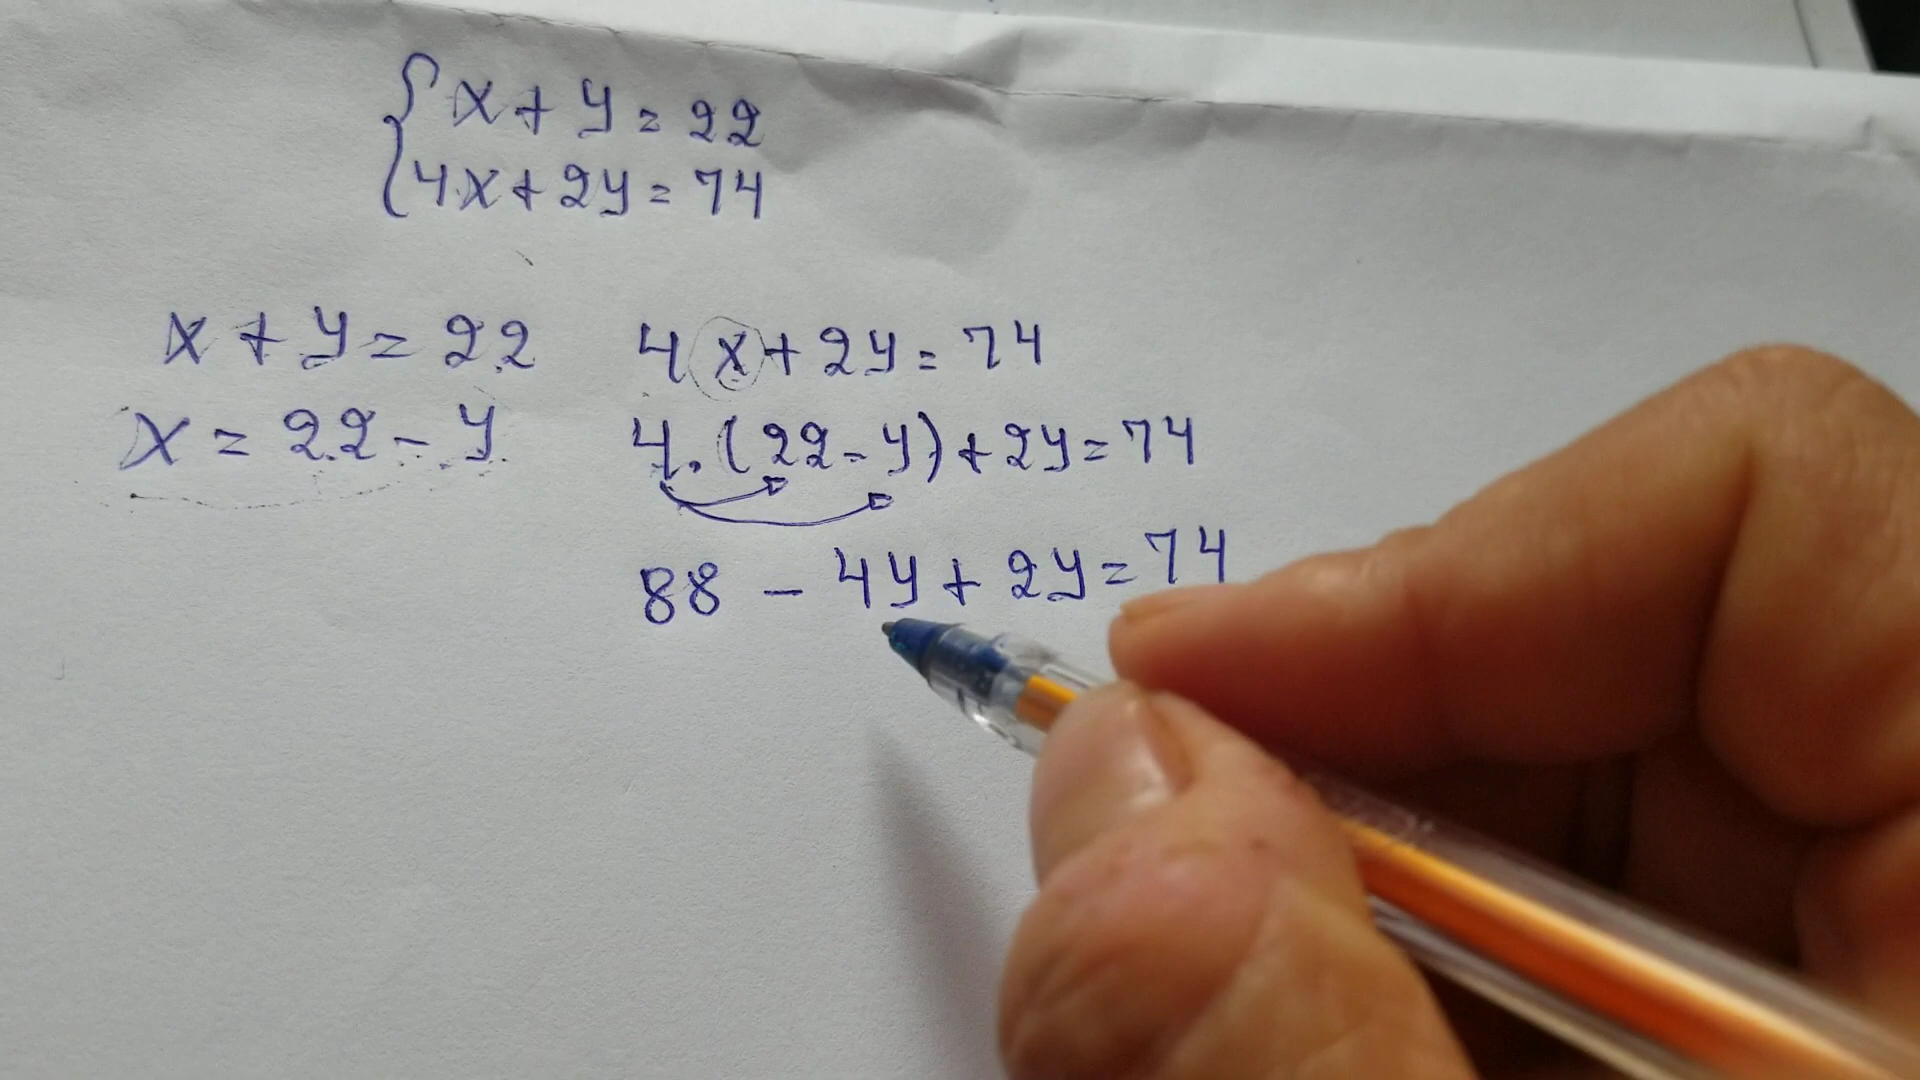 x + y = 22
4x + 2y = 74
x + y = 22
x = 22 - y
4x + 2y = 74
4.(22 - y) + 2y = 74
88 - 4y + 2y = 74